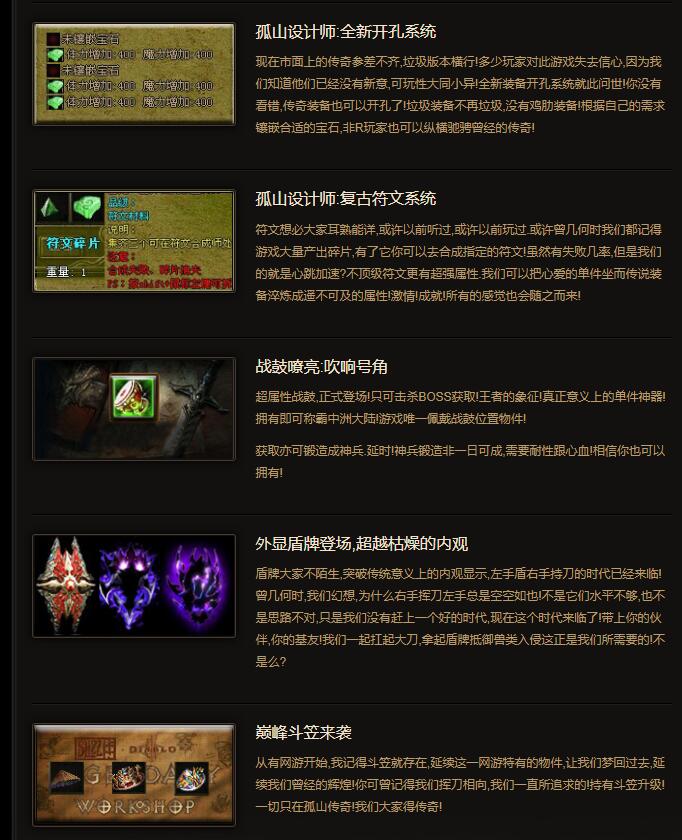 未镶嵌宝石
体力增加:400 魔力增加:400
未镶嵌宝石
体力增加:400 魔力增加:400
体力增加:400 魔力增加:400
孤山设计师:全新开孔系统
现在市面上的传奇参差不齐,垃圾版本横行!多少玩家对此游戏失去信心,因为我
们知道他们已经没有新意,可玩性大同小异!全新装备开孔系统就此问世!你没有
看错,传奇装备也可以开孔了!垃圾装备不再垃圾,没有鸡肋装备!根据自己的需求
镶嵌合适的宝石,非R玩家也可以纵横驰骋曾经的传奇!
品级:
符文材料
说明:
符文碎片
集齐三个可在符文合成师处
重量: 1
孤山设计师:复古符文系统
符文想必大家耳熟能详,或许以前听过,或许以前玩过.或许曾几何时我们都记得
游戏大量产出碎片,有了它你可以去合成指定的符文!虽然有失败几率,但是我们
的就是心跳加速?不顶级符文更有超强属性.我们可以把心爱的单件坐而传说装
备淬炼成遥不可及的属性!激情!成就!所有的感觉也会随之而来!
战鼓嘹亮:吹响号角
超属性战鼓,正式登场!只可击杀BOSS获取!王者的象征!真正意义上的单件神器!
拥有即可称霸中洲大陆!游戏唯一佩戴战鼓位置物件!
获取亦可锻造成神兵.延时!神兵锻造非一日可成,需要耐性跟心血!相信你也可以
拥有!
外显盾牌登场,超越枯燥的内观
盾牌大家不陌生,突破传统意义上的内观显示,左手盾右手持刀的时代已经来临!
曾几何时,我们幻想,为什么右手挥刀左手总是空空如也!不是它们水平不够,也不
是思路不对,只是我们没有赶上一个好的时代,现在这个时代来临了!带上你的伙
伴,你的基友!我们一起扛起大刀,拿起盾牌抵御兽类入侵这正是我们所需要的!不
是么?
DIABLO
WORKSHOP
巅峰斗笠来袭
从有网游开始,我记得斗笠就存在,延续这一网游特有的物件,让我们梦回过去,延
续我们曾经的辉煌!你可曾记得我们挥刀相向,我们一直所追求的!持有斗笠升级!
一切只在孤山传奇!我们大家得传奇!